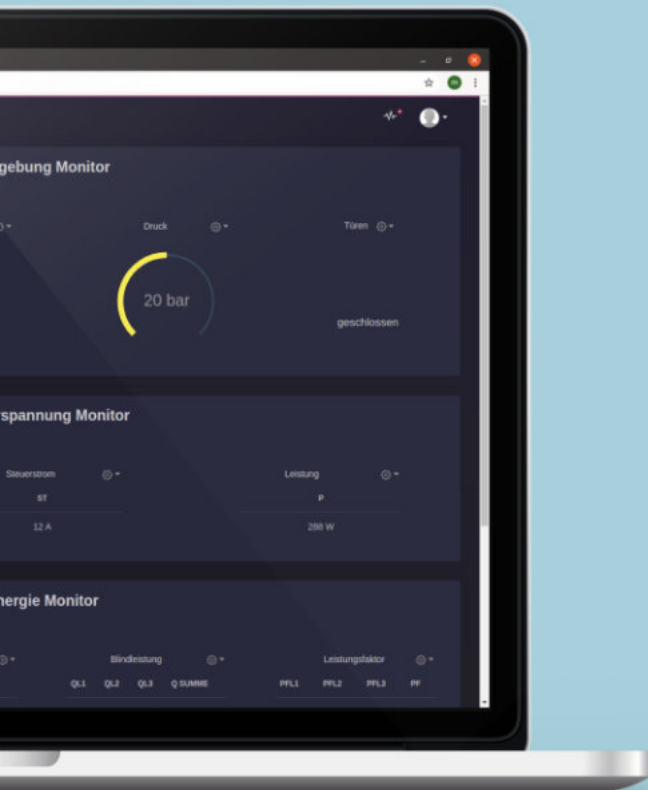 gebung Monitor
Druck
Türen
20 bar
geschlossen
spannung Monitor
Steuerstrom
Leistung
ST
P
12 A
288 W
nergie Monitor
Blindleistung
Leistungsfaktor
QL1 QL2 QL3 Q SUMME
PFL1 PFL2 PFL3 PF